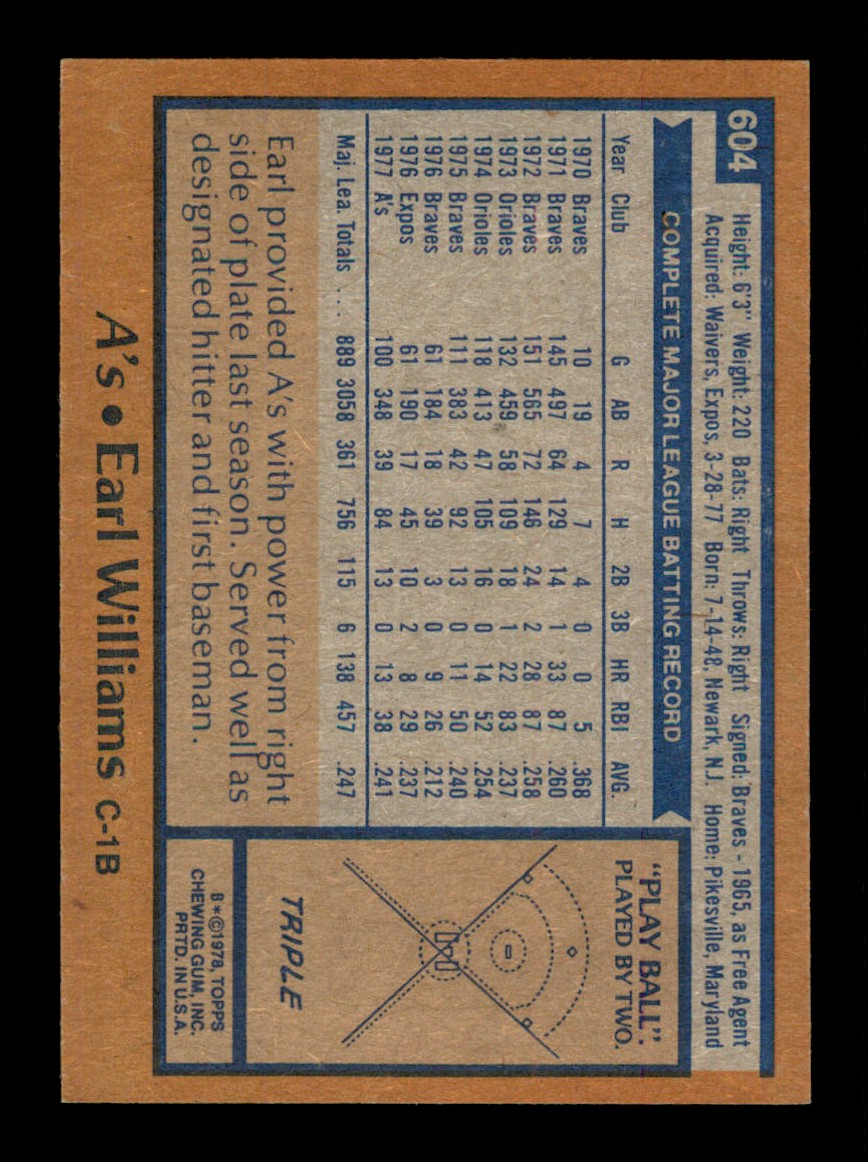 604
Height: 6'3" Weight: 220 Bats: Right Throws: Right Signed: Braves - 1965, as Free Agent
Acquired: Waivers, Expos, 3-28-77 Born: 7-14-48, Newark, N.J. Home: Pikesville, Maryland
COMPLETE MAJOR LEAGUE BATTING RECORD
Year Club G AB R H 2B 3B HR RBI AVG.
1970 Braves 10 19 4 7 4 0 0 5 .368
1971 Braves 145 497 64 129 14 1 33 87 .260
1972 Braves 151 565 72 146 24 2 28 87 .258
1973 Orioles 132 459 58 109 18 1 22 83 .237
1974 Orioles 118 413 47 105 16 0 14 52 .254
1975 Braves 111 383 42 92 13 0 11 50 .240
1976 Braves 61 184 18 39 3 0 9 26 .212
1976 Expos 61 190 17 45 10 2 8 29 .237
1977 A's 100 348 39 84 13 0 13 38 .241
Maj. Lea. Totals ... 889 3058 361 756 115 6 138 457 .247
Earl provided A's with power from right
side of plate last season. Served well as
designated hitter and first baseman.
"PLAY BALL".
PLAYED BY TWO.
TRIPLE
B*©1978, TOPPS
CHEWING GUM, INC.
PRTD. IN U.S.A.
A's • Earl Williams C-1B